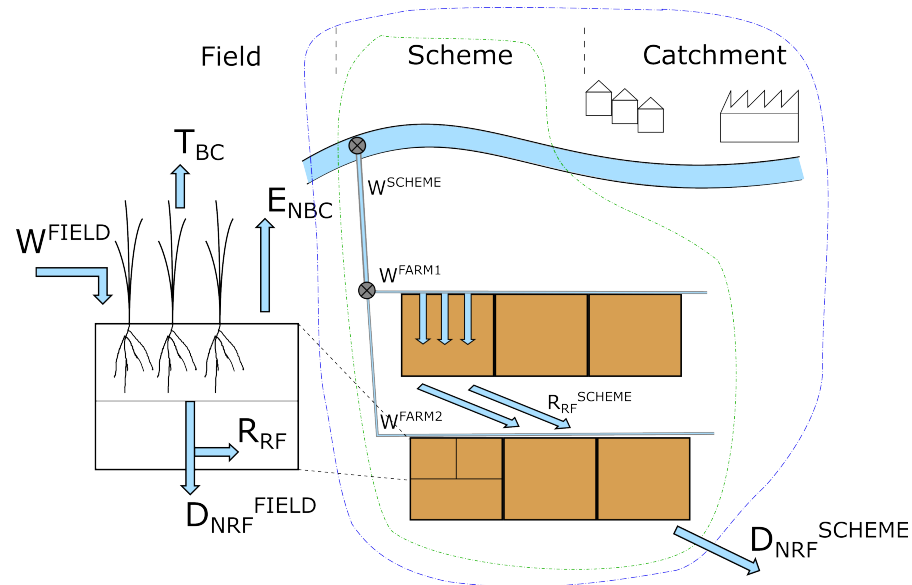 Field
Scheme
Catchment
T_BC
E_NBC
W^FIELD
W^SCHEME
W^FARM1
R_RF^SCHEME
W^FARM2
R_RF
D_NRF^FIELD
D_NRF^SCHEME